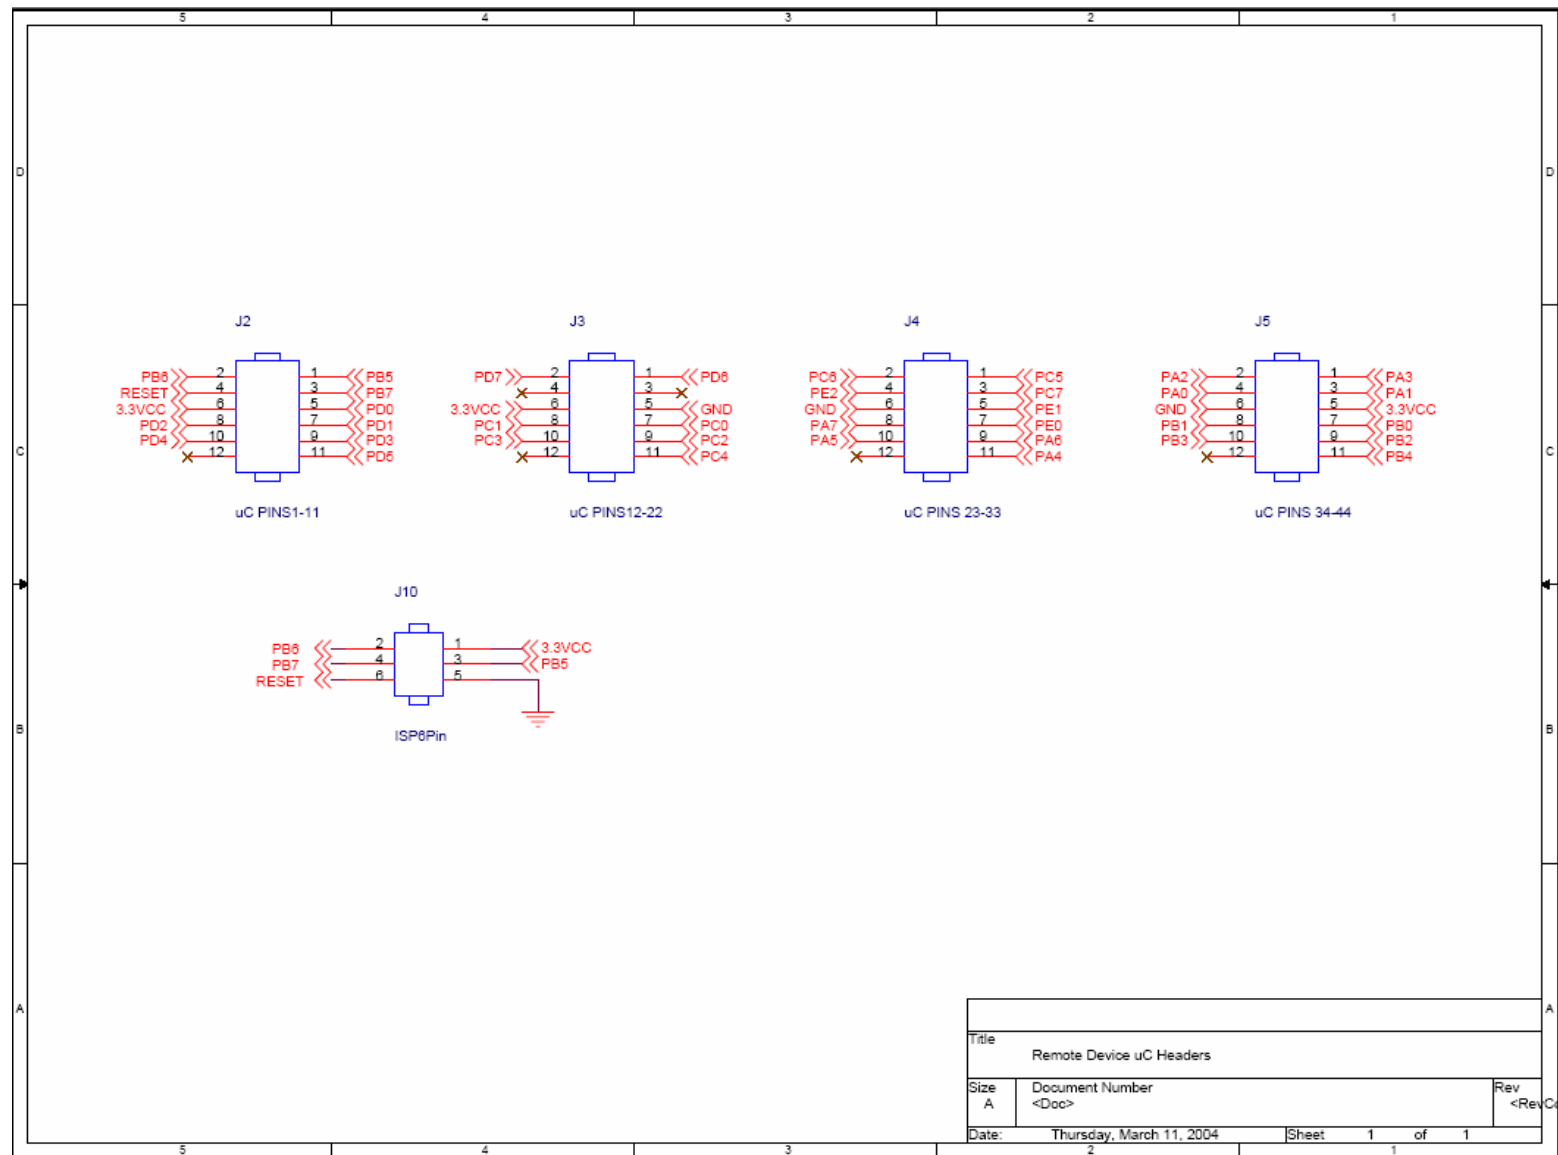 5 4 3 2 1
D D
J2 J3 J4 J5
PB6 2 1 PB5 PD7 2 1 PD6 PC6 2 1 PC5 PA2 2 1 PA3
RESET 4 3 PB7 4 3 PE2 4 3 PC7 PA0 4 3 PA1
3.3VCC 6 5 PD0 3.3VCC 6 5 GND GND 6 5 PE1 GND 6 5 3.3VCC
PD2 8 7 PD1 PC1 8 7 PC0 PA7 8 7 PE0 PB1 8 7 PB0
PD4 10 9 PD3 PC3 10 9 PC2 PA5 10 9 PA6 PB3 10 9 PB2
C 12 11 PD5 12 11 PC4 12 11 PA4 12 11 PB4 C
uC PINS1-11 uC PINS12-22 uC PINS 23-33 uC PINS 34-44
J10
PB6 2 1 3.3VCC
PB7 4 3 PB5
RESET 6 5
B ISP6Pin B
A A
Title
Remote Device uC Headers
Size Document Number Rev
A <Doc> <RevCo
Date: Thursday, March 11, 2004 Sheet 1 of 1
5 4 3 2 1